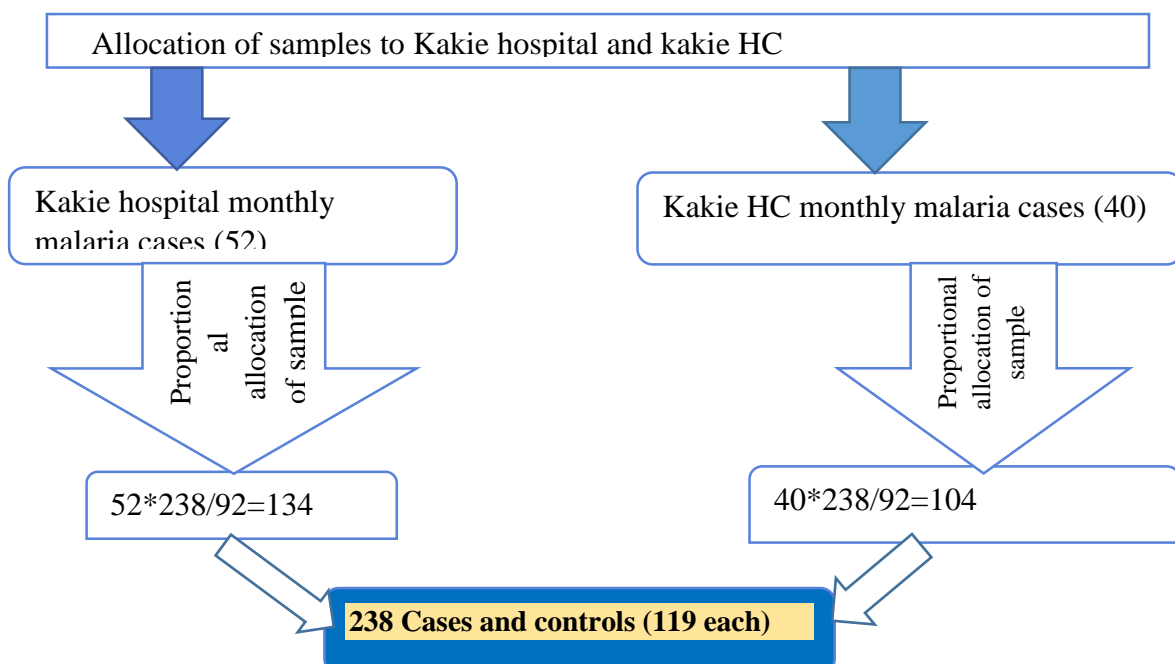 Allocation of samples to Kakie hospital and kakie HC
Kakie hospital monthly
malaria cases (52)
Kakie HC monthly malaria cases (40)
Proportion
al
allocation
of sample
Proportional
allocation of
sample
52*238/92=134
40*238/92=104
238 Cases and controls (119 each)